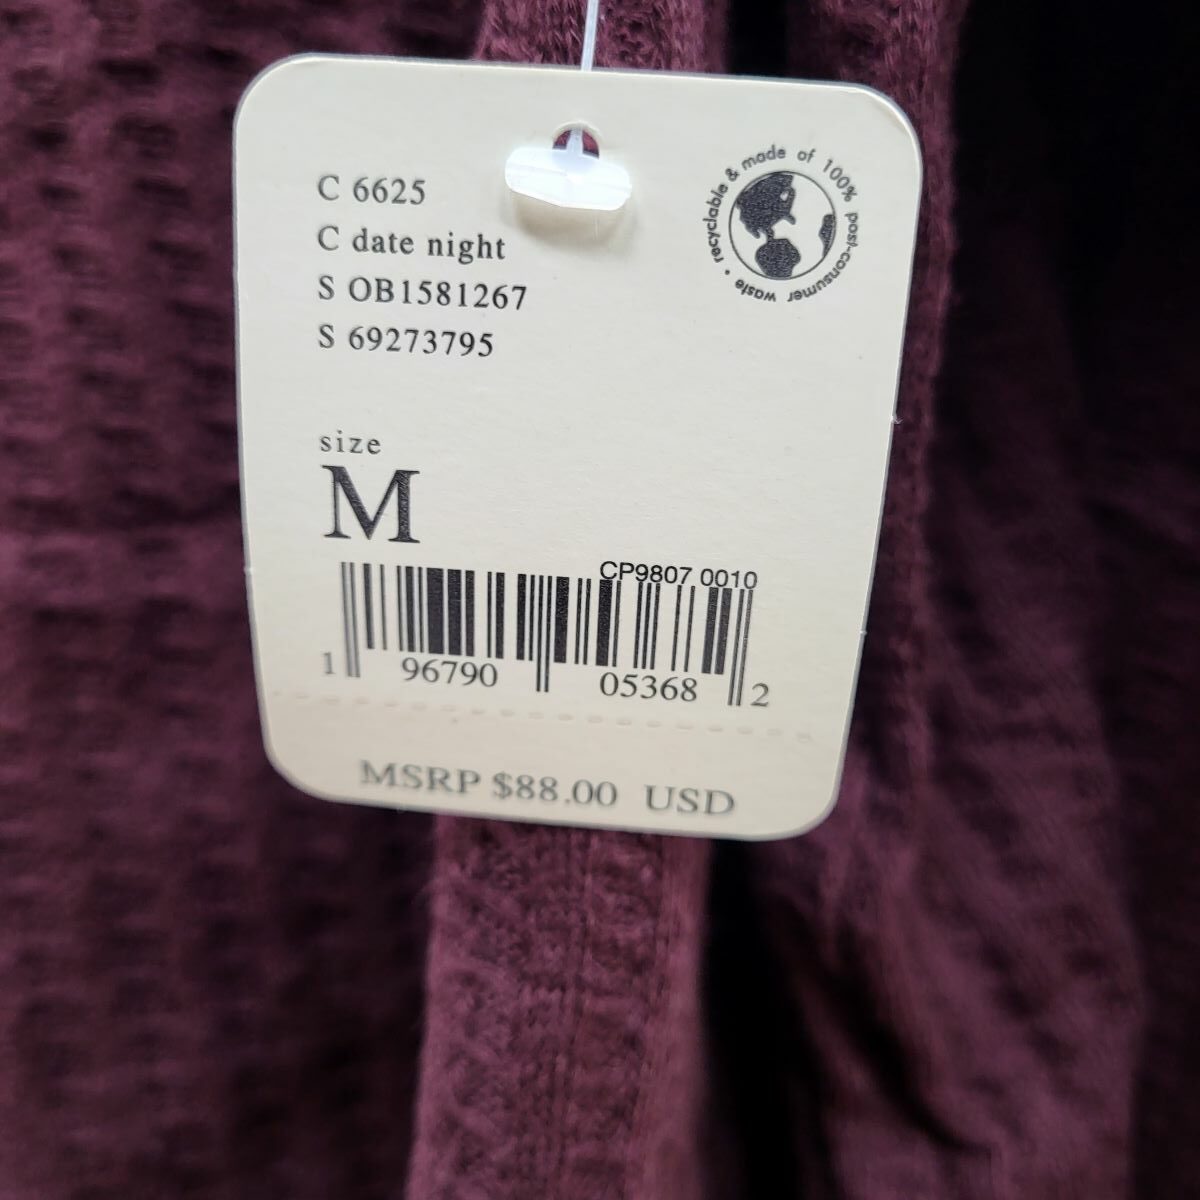 C 6625
C date night
S OB1581267
S 69273795
recyclable & made of 100% post-consumer waste •
size
M
CP9807 0010
1 96790 05368 2
MSRP $88.00 USD